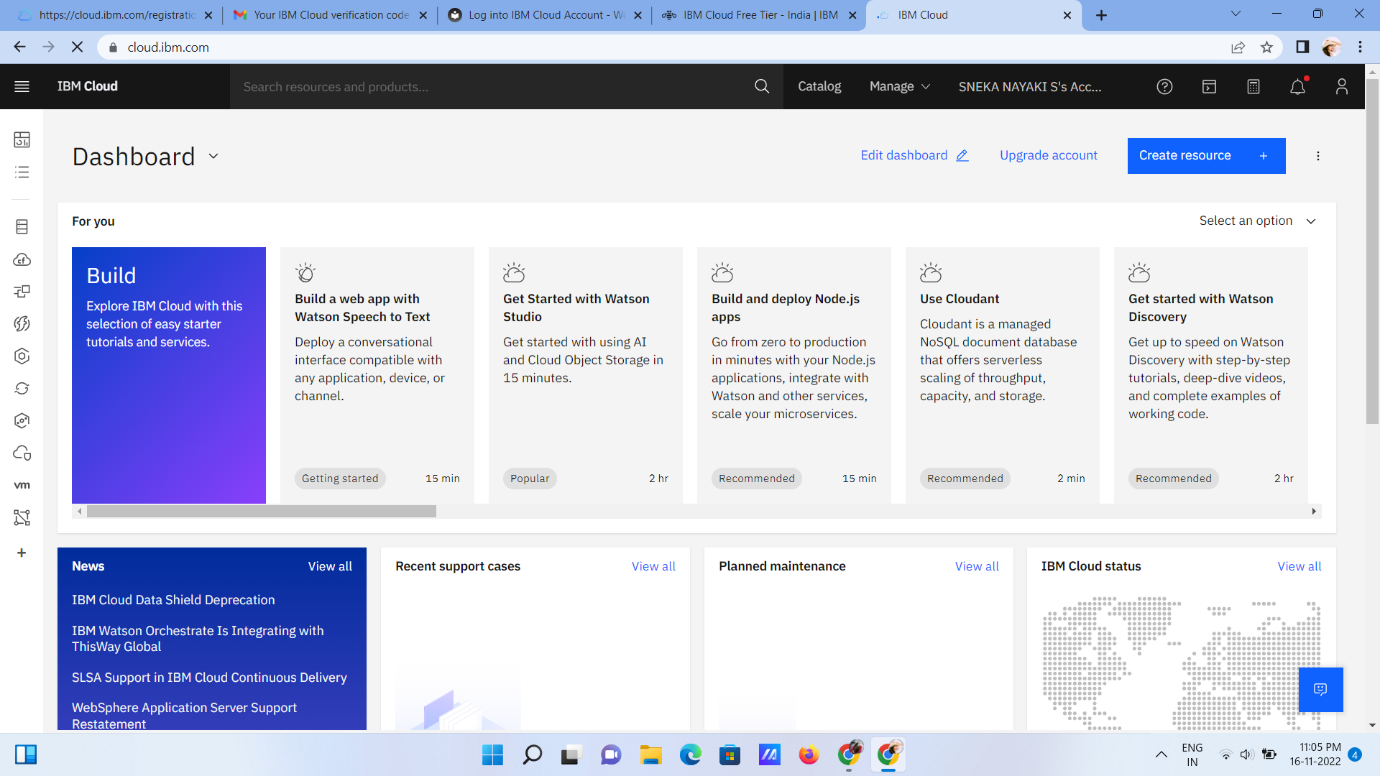 https://cloud.ibm.com/registratio
Your IBM Cloud verification code
Log into IBM Cloud Account - W
IBM Cloud Free Tier - India | IBM
IBM Cloud
cloud.ibm.com
IBM Cloud
Search resources and products...
Catalog
Manage
SNEKA NAYAKI S's Acc...
Dashboard
Edit dashboard
Upgrade account
Create resource +
For you
Select an option
Build
Explore IBM Cloud with this
selection of easy starter
tutorials and services.
Build a web app with
Watson Speech to Text
Deploy a conversational
interface compatible with
any application, device, or
channel.
Getting started
15 min
Get Started with Watson
Studio
Get started with using AI
and Cloud Object Storage in
15 minutes.
Popular
2 hr
Build and deploy Node.js
apps
Go from zero to production
in minutes with your Node.js
applications, integrate with
Watson and other services,
scale your microservices.
Recommended
15 min
Use Cloudant
Cloudant is a managed
NoSQL document database
that offers serverless
scaling of throughput,
capacity, and storage.
Recommended
2 min
Get started with Watson
Discovery
Get up to speed on Watson
Discovery with step-by-step
tutorials, deep-dive videos,
and complete examples of
working code.
Recommended
2 hr
vm
News
View all
IBM Cloud Data Shield Deprecation
IBM Watson Orchestrate Is Integrating with
ThisWay Global
SLSA Support in IBM Cloud Continuous Delivery
WebSphere Application Server Support
Restatement
Recent support cases
View all
Planned maintenance
View all
IBM Cloud status
View all
ENG
IN
11:05 PM
16-11-2022
4